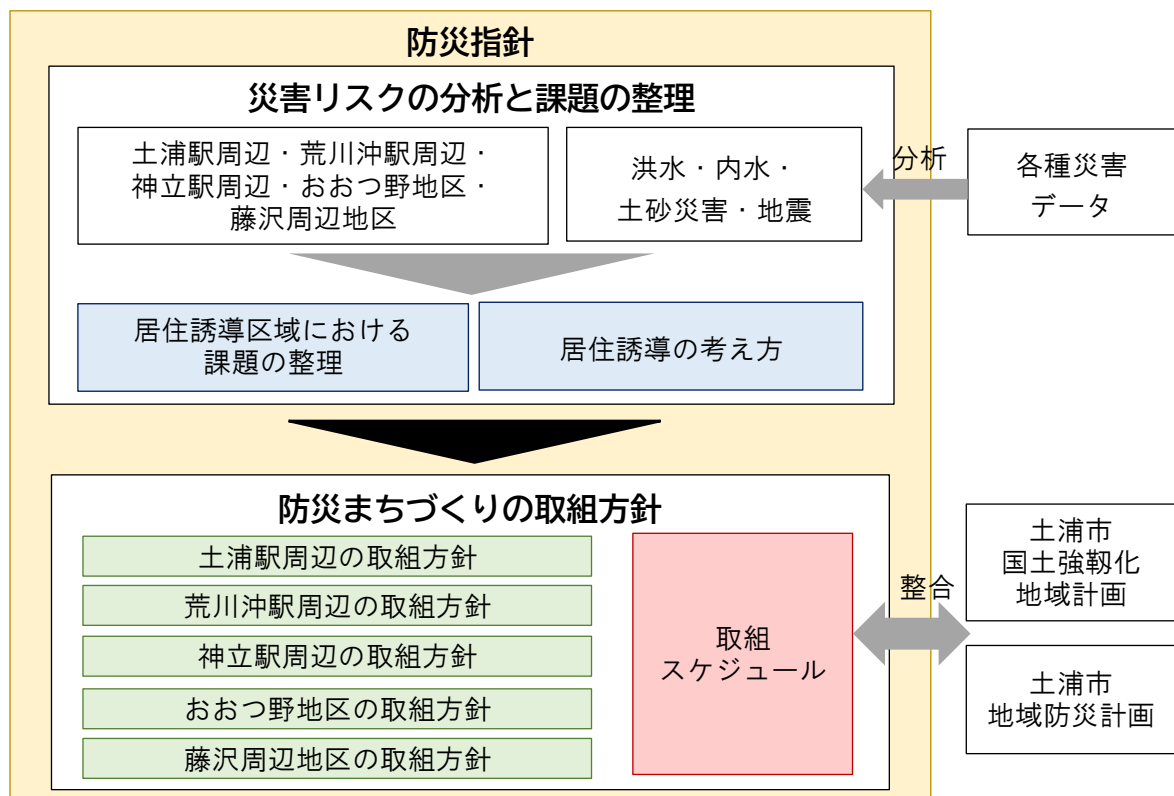 防災指針
災害リスクの分析と課題の整理
土浦駅周辺・荒川沖駅周辺・
神立駅周辺・おおつ野地区・
藤沢周辺地区
洪水・内水・
土砂災害・地震
分析
各種災害
データ
居住誘導区域における
課題の整理
居住誘導の考え方
防災まちづくりの取組方針
土浦駅周辺の取組方針
荒川沖駅周辺の取組方針
神立駅周辺の取組方針
おおつ野地区の取組方針
藤沢周辺地区の取組方針
取組
スケジュール
整合
土浦市
国土強靱化
地域計画
土浦市
地域防災計画